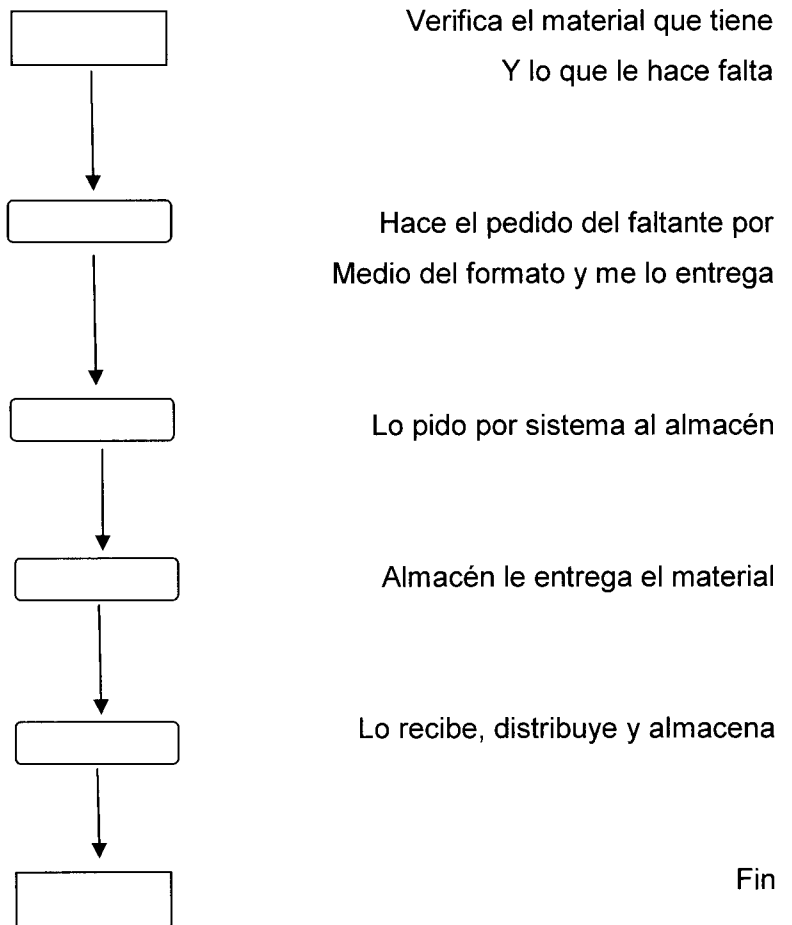 Verifica el material que tiene
Y lo que le hace falta
Hace el pedido del faltante por
Medio del formato y me lo entrega
Lo pido por sistema al almacén
Almacén le entrega el material
Lo recibe, distribuye y almacena
Fin